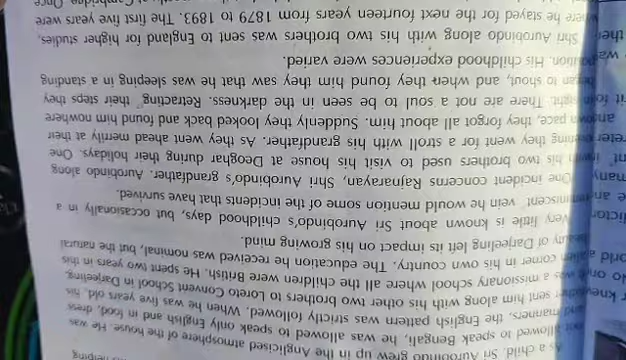 As a child, Sri Aurobindo grew up in the Anglicised atmosphere of the house. He was
not allowed to speak Bengali, he was allowed to speak only English and in food, dress
and manners, the English pattern was strictly followed. When he was five years old, his
sent him along with his other two brothers to Loreto Convent School in Darjeeling.
was a missionary school where all the children were British. He spent two years in this
corner in his own country. The education he received was nominal, but the natural
beauty of Darjeeling left its impact on his growing mind.
Very little is known about Sri Aurobindo's childhood days, but occasionally in a
vein he would mention some of the incidents that have survived.
One incident concerns Rajnarayan, Shri Aurobindo's grandfather. Aurobindo along
with his two brothers used to visit his house at Deoghar during their holidays. One
they went for a stroll with his grandfather. As they went ahead merrily at their
own pace, they forgot all about him. Suddenly they looked back and found him nowhere
There are not a soul to be seen in the darkness. Retracting their steps they
to shout, and when they found him they saw that he was sleeping in a standing
position. His childhood experiences were varied.
Shri Aurobindo along with his two brothers was sent to England for higher studies,
where he stayed for the next fourteen years from 1879 to 1893. The first five years were
Cambridge. Once